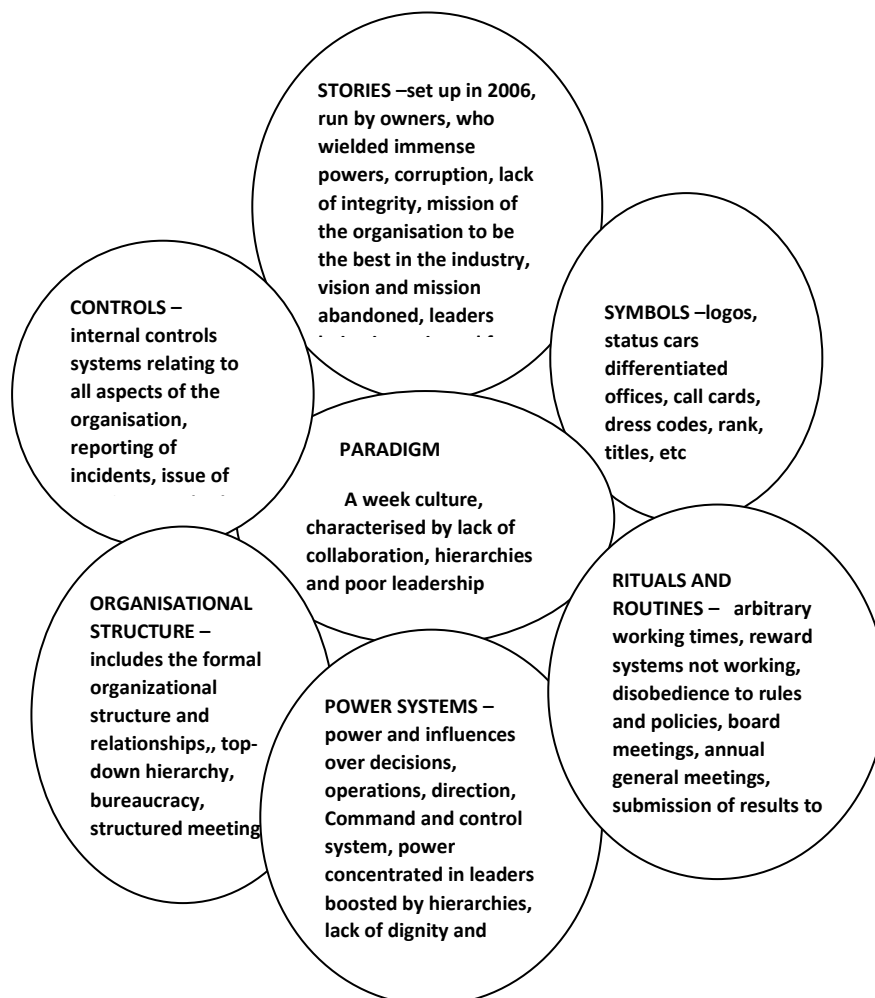 STORIES –set up in 2006,
run by owners, who
wielded immense
powers, corruption, lack
of integrity, mission of
the organisation to be
the best in the industry,
vision and mission
abandoned, leaders
CONTROLS –
internal controls
systems relating to
all aspects of the
organisation,
reporting of
incidents, issue of
SYMBOLS –logos,
status cars
differentiated
offices, call cards,
dress codes, rank,
titles, etc
PARADIGM
A week culture,
characterised by lack of
collaboration, hierarchies
and poor leadership
ORGANISATIONAL
STRUCTURE –
includes the formal
organizational
structure and
relationships,, top-
down hierarchy,
bureaucracy,
structured meeting
POWER SYSTEMS –
power and influences
over decisions,
operations, direction,
Command and control
system, power
concentrated in leaders
boosted by hierarchies,
lack of dignity and
RITUALS AND
ROUTINES – arbitrary
working times, reward
systems not working,
disobedience to rules
and policies, board
meetings, annual
general meetings,
submission of results to